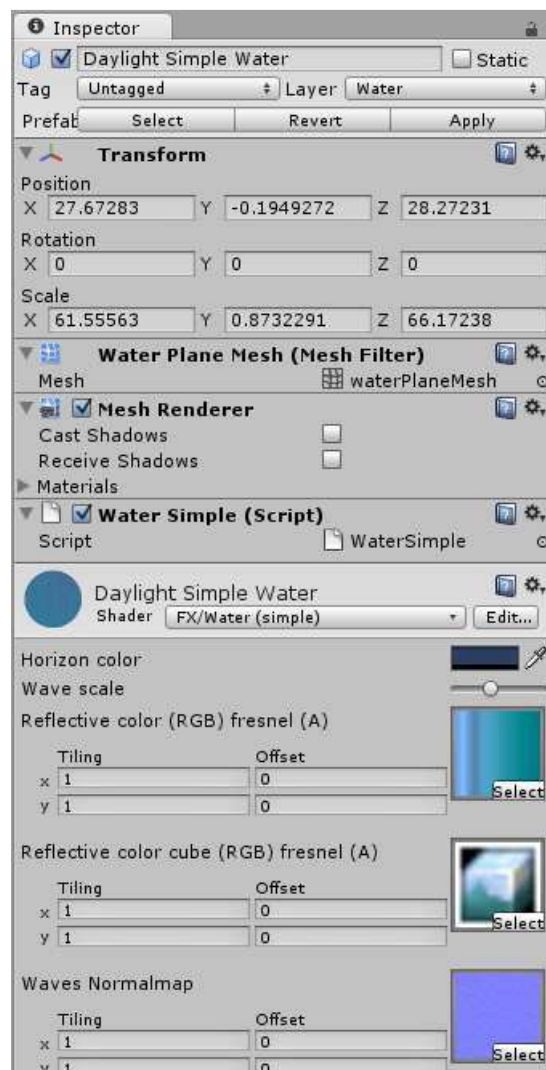 Inspector
Daylight Simple Water Static
Tag Untagged Layer Water
Prefab Select Revert Apply
Transform
Position
X 27.67283 Y -0.1949272 Z 28.27231
Rotation
X 0 Y 0 Z 0
Scale
X 61.55563 Y 0.8732291 Z 66.17238
Water Plane Mesh (Mesh Filter)
Mesh waterPlaneMesh
Mesh Renderer
Cast Shadows
Receive Shadows
Materials
Water Simple (Script)
Script WaterSimple
Daylight Simple Water
Shader FX/Water (simple) Edit...
Horizon color
Wave scale
Reflective color (RGB) fresnel (A)
Tiling Offset
x 1 0
y 1 0
Select
Reflective color cube (RGB) fresnel (A)
Tiling Offset
x 1 0
y 1 0
Select
Waves Normalmap
Tiling Offset
x 1 0
y 1 0
Select